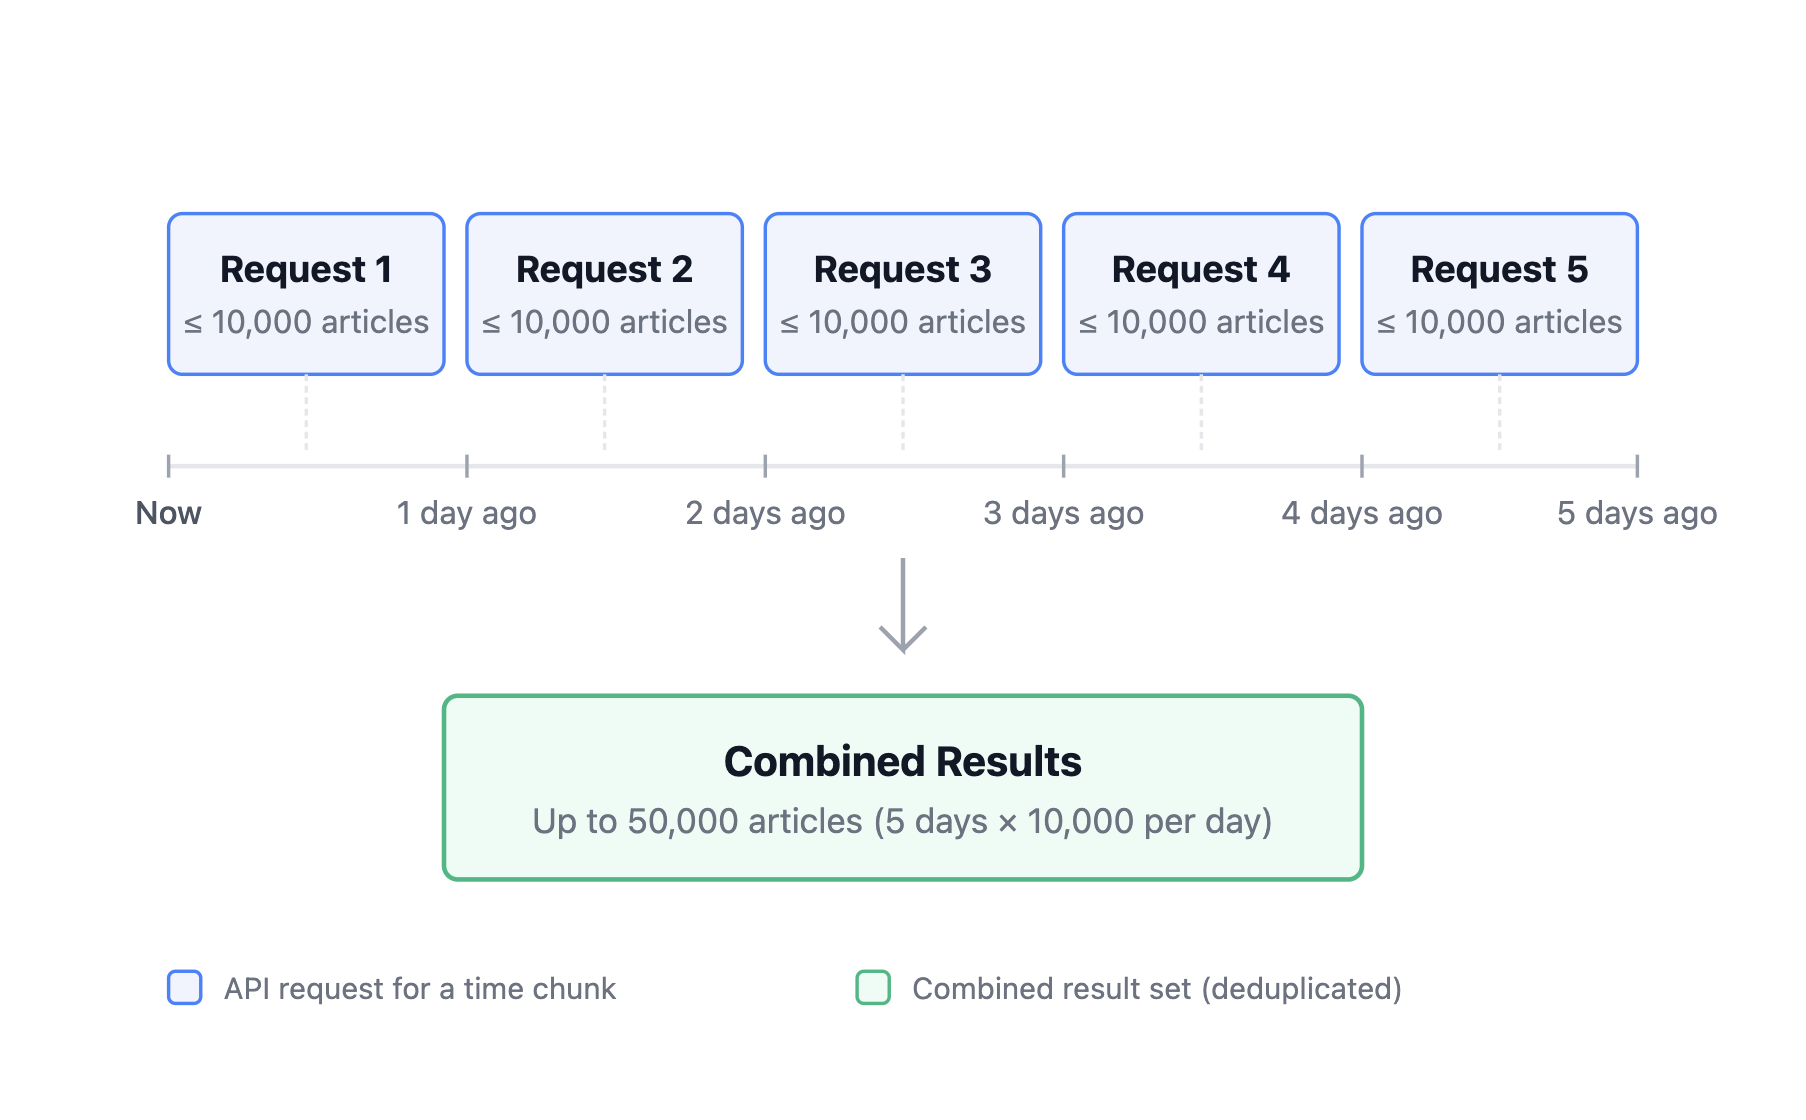 Request 1
≤ 10,000 articles
Request 2
≤ 10,000 articles
Request 3
≤ 10,000 articles
Request 4
≤ 10,000 articles
Request 5
≤ 10,000 articles
Now
1 day ago
2 days ago
3 days ago
4 days ago
5 days ago
Combined Results
Up to 50,000 articles (5 days × 10,000 per day)
API request for a time chunk
Combined result set (deduplicated)